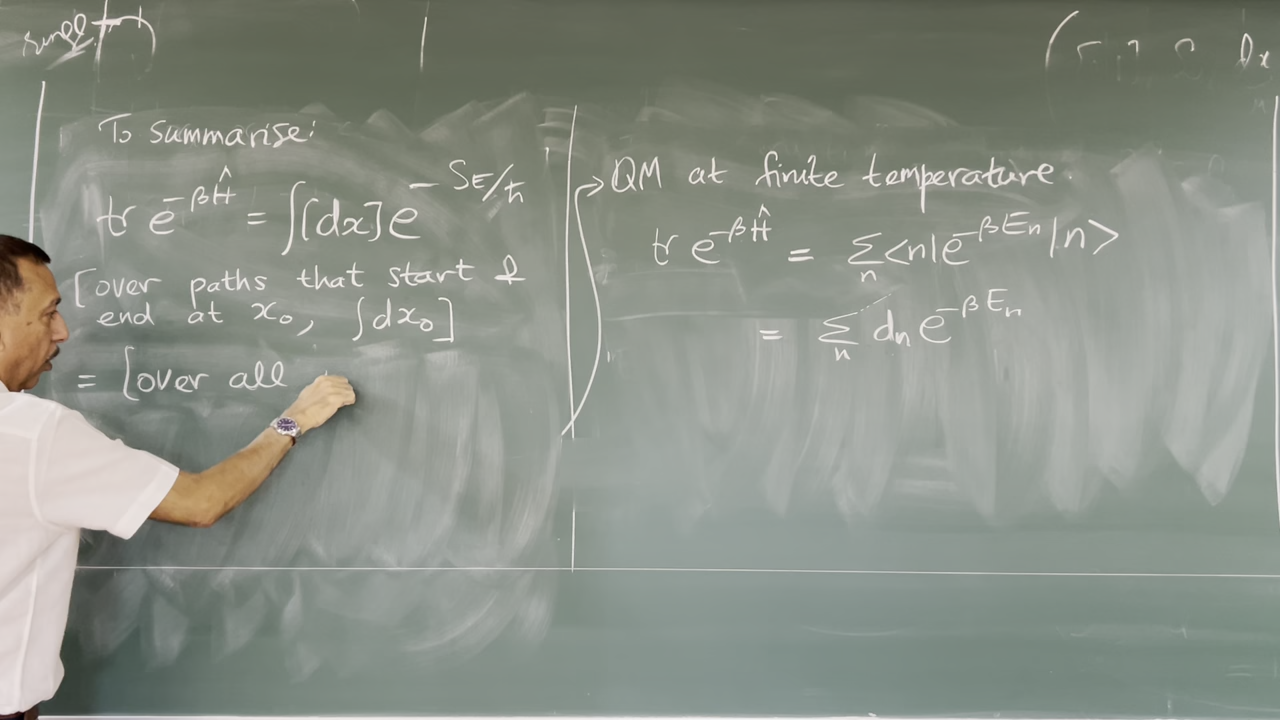 To summarise:
tr e^{-βĤ} = ∫[dx] e^{-S_E/ħ}
[over paths that start &
end at x₀, ∫dx₀]
= [over all
QM at finite temperature.
tr e^{-βĤ} = Σ_n <n|e^{-βE_n}|n>
= Σ_n d_n e^{-βE_n}